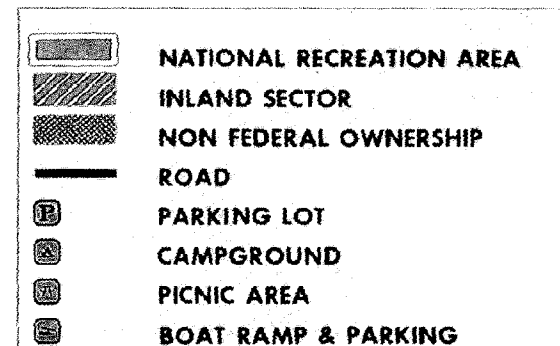 NATIONAL RECREATION AREA
INLAND SECTOR
NON FEDERAL OWNERSHIP
ROAD
P PARKING LOT
CAMPGROUND
PICNIC AREA
BOAT RAMP & PARKING